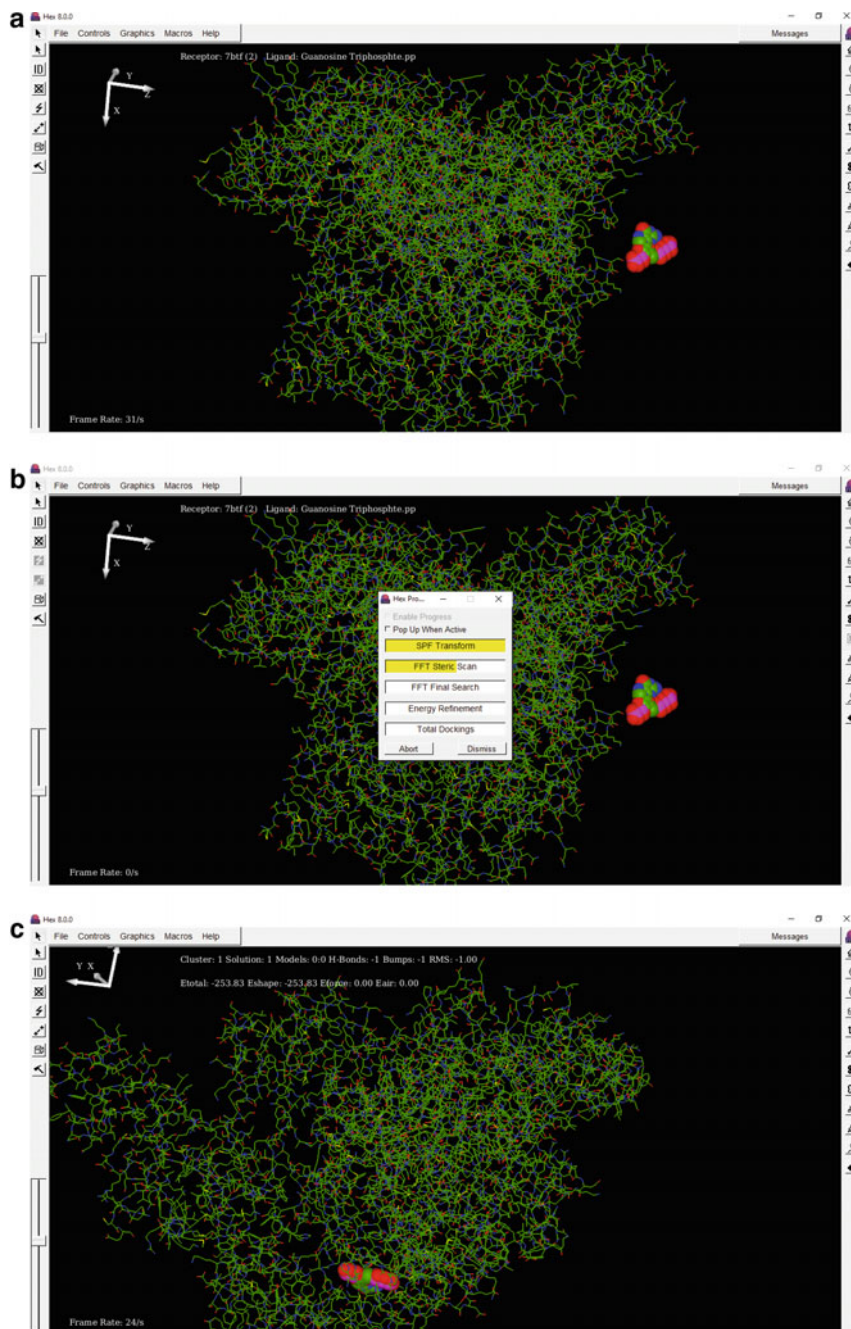 a
Hex 8.0.0
File Controls Graphics Macros Help
Messages
Receptor: 7btf (2) Ligand: Guanosine Triphosphte.pp
Y
Z
X
ID
Frame Rate: 31/s
b
Hex 8.0.0
File Controls Graphics Macros Help
Messages
Receptor: 7btf (2) Ligand: Guanosine Triphosphte.pp
Y
Z
X
ID
Hex Pro...
Enable Progress
Pop Up When Active
SPF Transform
FFT Steric Scan
FFT Final Search
Energy Refinement
Total Dockings
Abort Dismiss
Frame Rate: 0/s
c
Hex 8.0.0
File Controls Graphics Macros Help
Messages
Cluster: 1 Solution: 1 Models: 0:0 H-Bonds: -1 Bumps: -1 RMS: -1.00
Y X
ID
Etotal: -253.83 Eshape: -253.83 Eforce: 0.00 Eair: 0.00
Frame Rate: 24/s